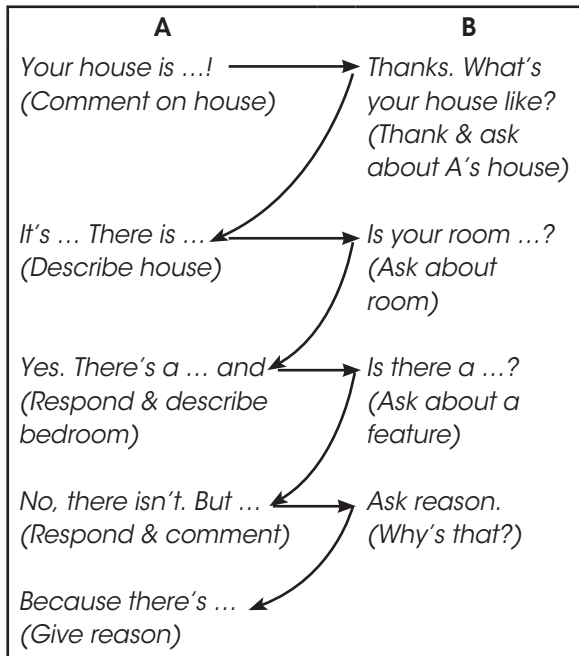 A
B
Your house is ...!
(Comment on house)
Thanks. What's
your house like?
(Thank & ask
about A's house)
It's ... There is ...
(Describe house)
Is your room ...?
(Ask about
room)
Yes. There's a ... and
(Respond & describe
bedroom)
Is there a ...?
(Ask about a
feature)
No, there isn't. But ...
(Respond & comment)
Ask reason.
(Why's that?)
Because there's ...
(Give reason)